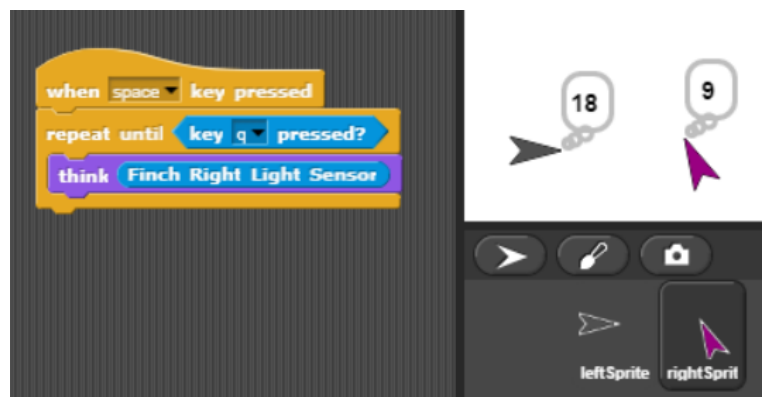 when space key pressed
repeat until key q pressed?
think Finch Right Light Sensor
18
9
leftSprite
rightSprit